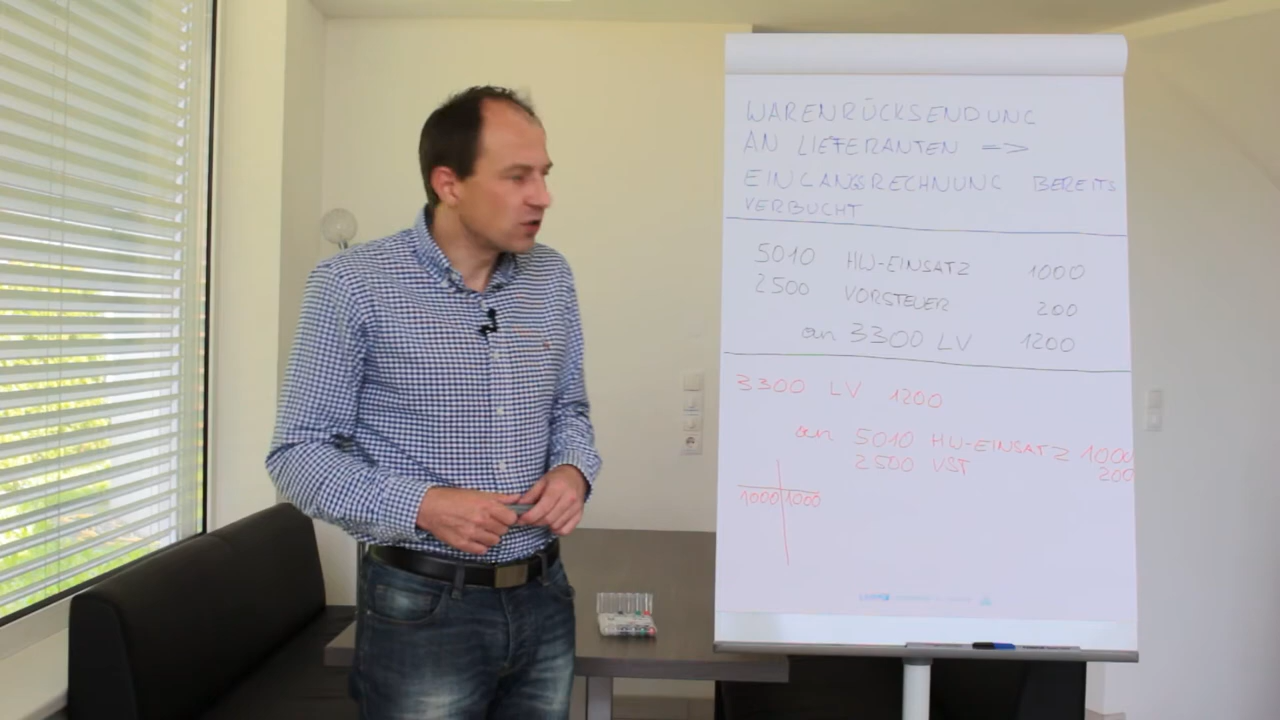 WARENRÜCKSENDUNG
AN LIEFERANTEN =>
EINGANGSRECHNUNG BEREITS
VERBUCHT
5010 HW-EINSATZ 1000
2500 VORSTEUER 200
an 3300 LV 1200
3300 LV 1200
an 5010 HW-EINSATZ 1000
2500 VST 200
1000 1000